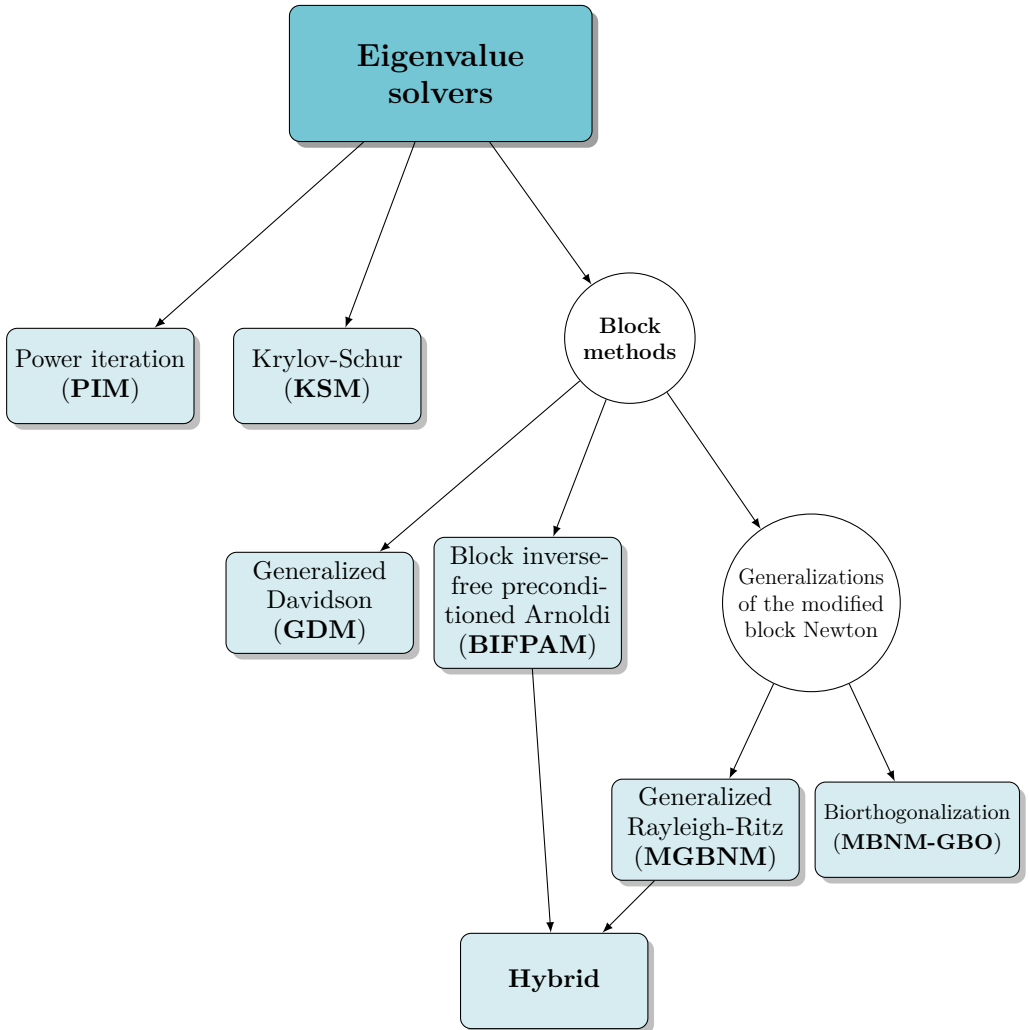 Eigenvalue
solvers
Block
methods
Power iteration
(PIM)
Krylov-Schur
(KSM)
Generalized
Davidson
(GDM)
Block inverse-
free precondi-
tioned Arnoldi
(BIFPAM)
Generalizations
of the modified
block Newton
Generalized
Rayleigh-Ritz
(MGBNM)
Biorthogonalization
(MBNM-GBO)
Hybrid